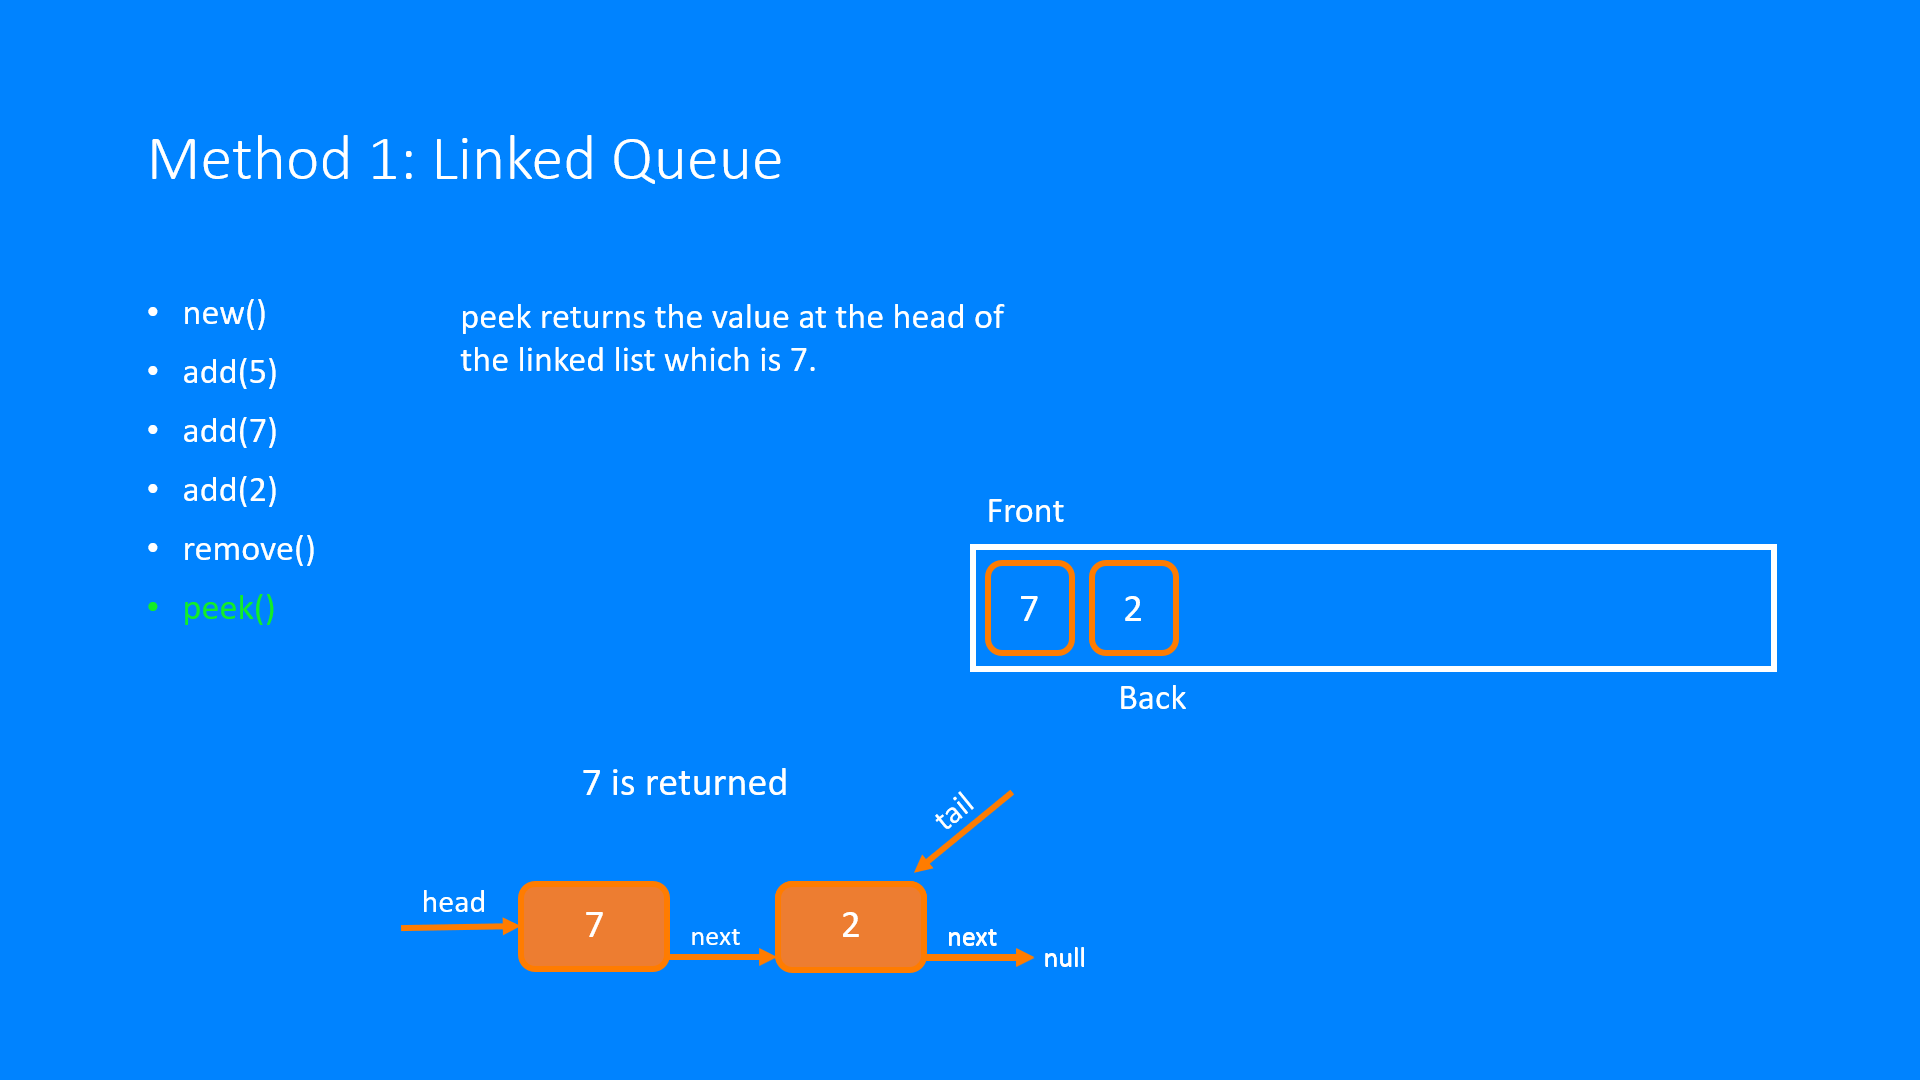 Method 1: Linked Queue
• new()
• add(5)
• add(7)
• add(2)
• remove()
• peek()
peek returns the value at the head of
the linked list which is 7.
Front
7 2
Back
7 is returned
tail
head
7
next
2
next
null